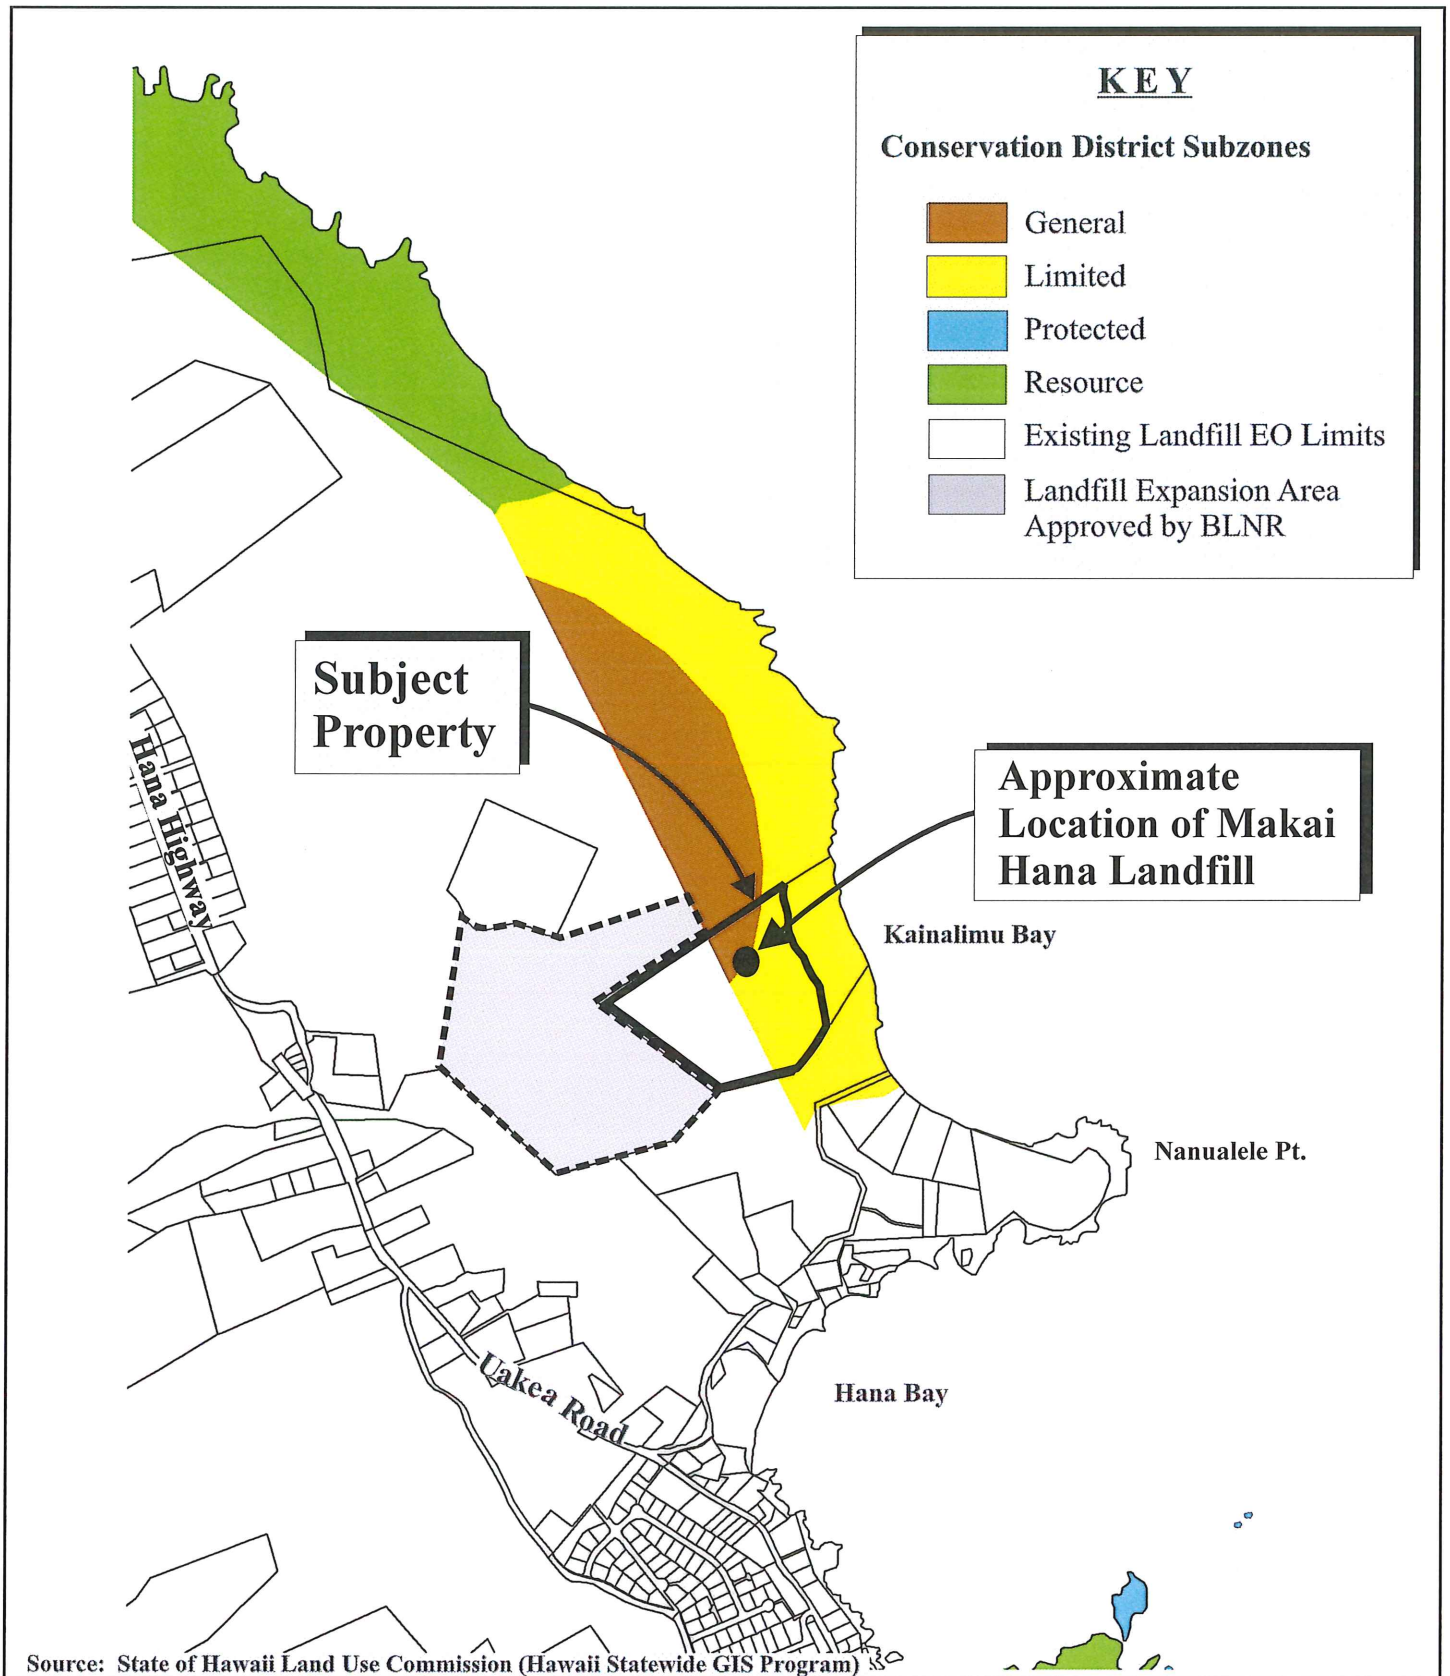 KEY
Conservation District Subzones
General
Limited
Protected
Resource
Existing Landfill EO Limits
Landfill Expansion Area
Approved by BLNR
Subject
Property
Approximate
Location of Makai
Hana Landfill
Hana Highway
Kainalimu Bay
Nanualele Pt.
Hana Bay
Uakea Road
Source: State of Hawaii Land Use Commission (Hawaii Statewide GIS Program)